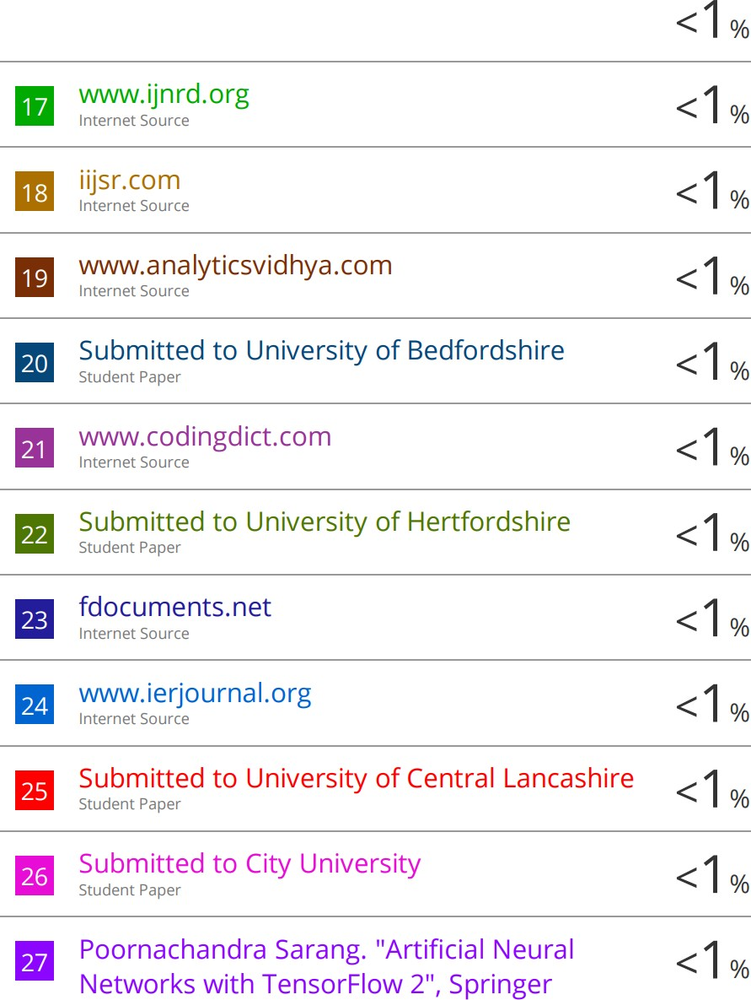 <1 %
17 www.ijnrd.org <1 %
Internet Source
18 iijsr.com <1 %
Internet Source
19 www.analyticsvidhya.com <1 %
Internet Source
20 Submitted to University of Bedfordshire <1 %
Student Paper
21 www.codingdict.com <1 %
Internet Source
22 Submitted to University of Hertfordshire <1 %
Student Paper
23 fdocuments.net <1 %
Internet Source
24 www.ierjournal.org <1 %
Internet Source
25 Submitted to University of Central Lancashire <1 %
Student Paper
26 Submitted to City University <1 %
Student Paper
27 Poornachandra Sarang. "Artificial Neural <1 %
Networks with TensorFlow 2", Springer